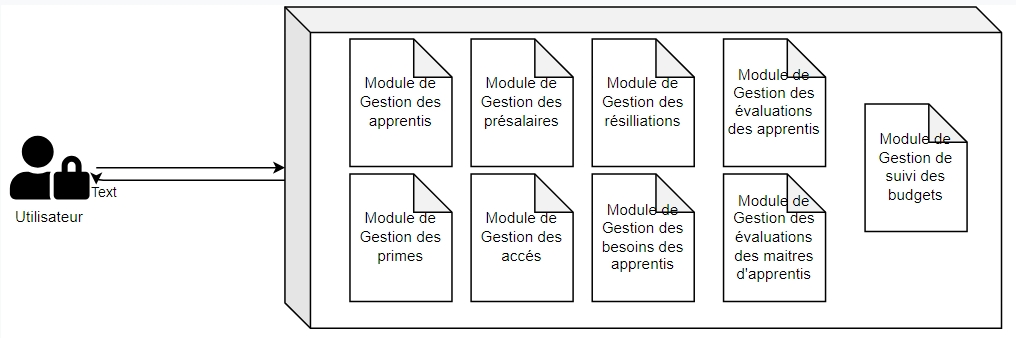 Module de
Gestion des
apprentis
Module de
Gestion des
présalaires
Module de
Gestion des
résilliations
Module de
Gestion des
évaluations
des apprentis
Module de
Gestion de
suivi des
budgets
Text
Utilisateur
Module de
Gestion des
primes
Module de
Gestion des
accés
Module de
Gestion des
besoins des
apprentis
Module de
Gestion des
évaluations
des maitres
d'apprentis